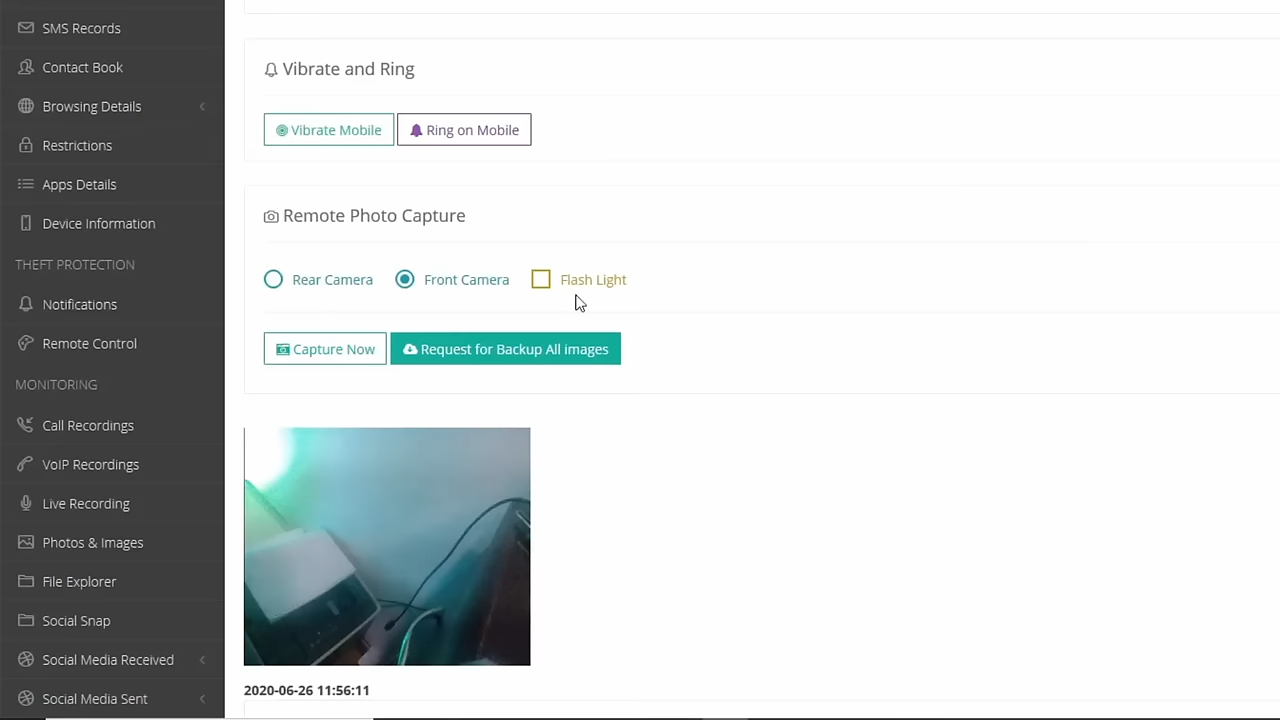 SMS Records
Contact Book
Browsing Details
Restrictions
Apps Details
Device Information
THEFT PROTECTION
Notifications
Remote Control
MONITORING
Call Recordings
VoIP Recordings
Live Recording
Photos & Images
File Explorer
Social Snap
Social Media Received
Social Media Sent
Vibrate and Ring
Vibrate Mobile Ring on Mobile
Remote Photo Capture
Rear Camera Front Camera Flash Light
Capture Now Request for Backup All images
2020-06-26 11:56:11